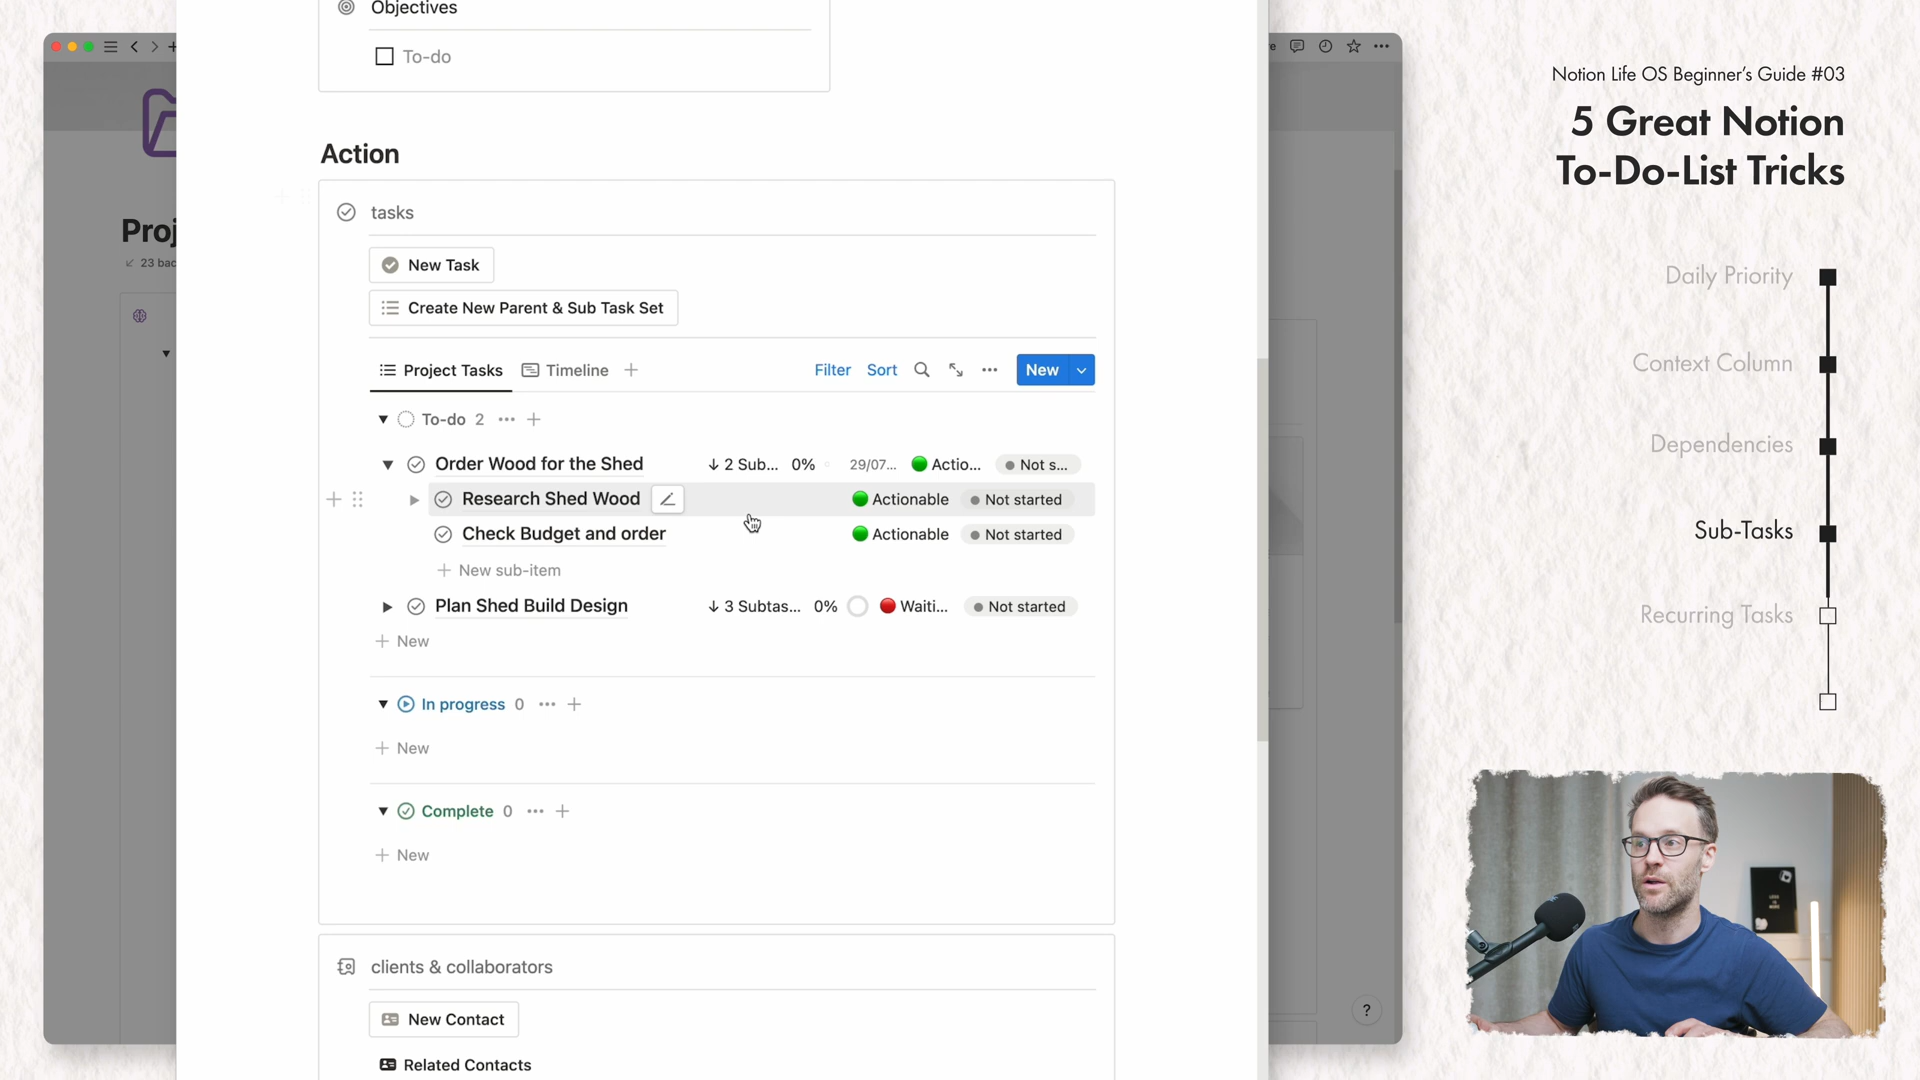 Objectives
To-do
Notion Life OS Beginner's Guide #03
5 Great Notion
To-Do-List Tricks
Action
tasks
New Task
Create New Parent & Sub Task Set
Project Tasks Timeline Filter Sort New
To-do 2
Order Wood for the Shed 2 Sub... 0% 29/07... Actio... Not s...
Research Shed Wood Actionable Not started
Check Budget and order Actionable Not started
New sub-item
Plan Shed Build Design 3 Subtas... 0% Waiti... Not started
New
In progress 0
New
Complete 0
New
clients & collaborators
New Contact
Related Contacts
Proj
23 bac
Daily Priority
Context Column
Dependencies
Sub-Tasks
Recurring Tasks
?